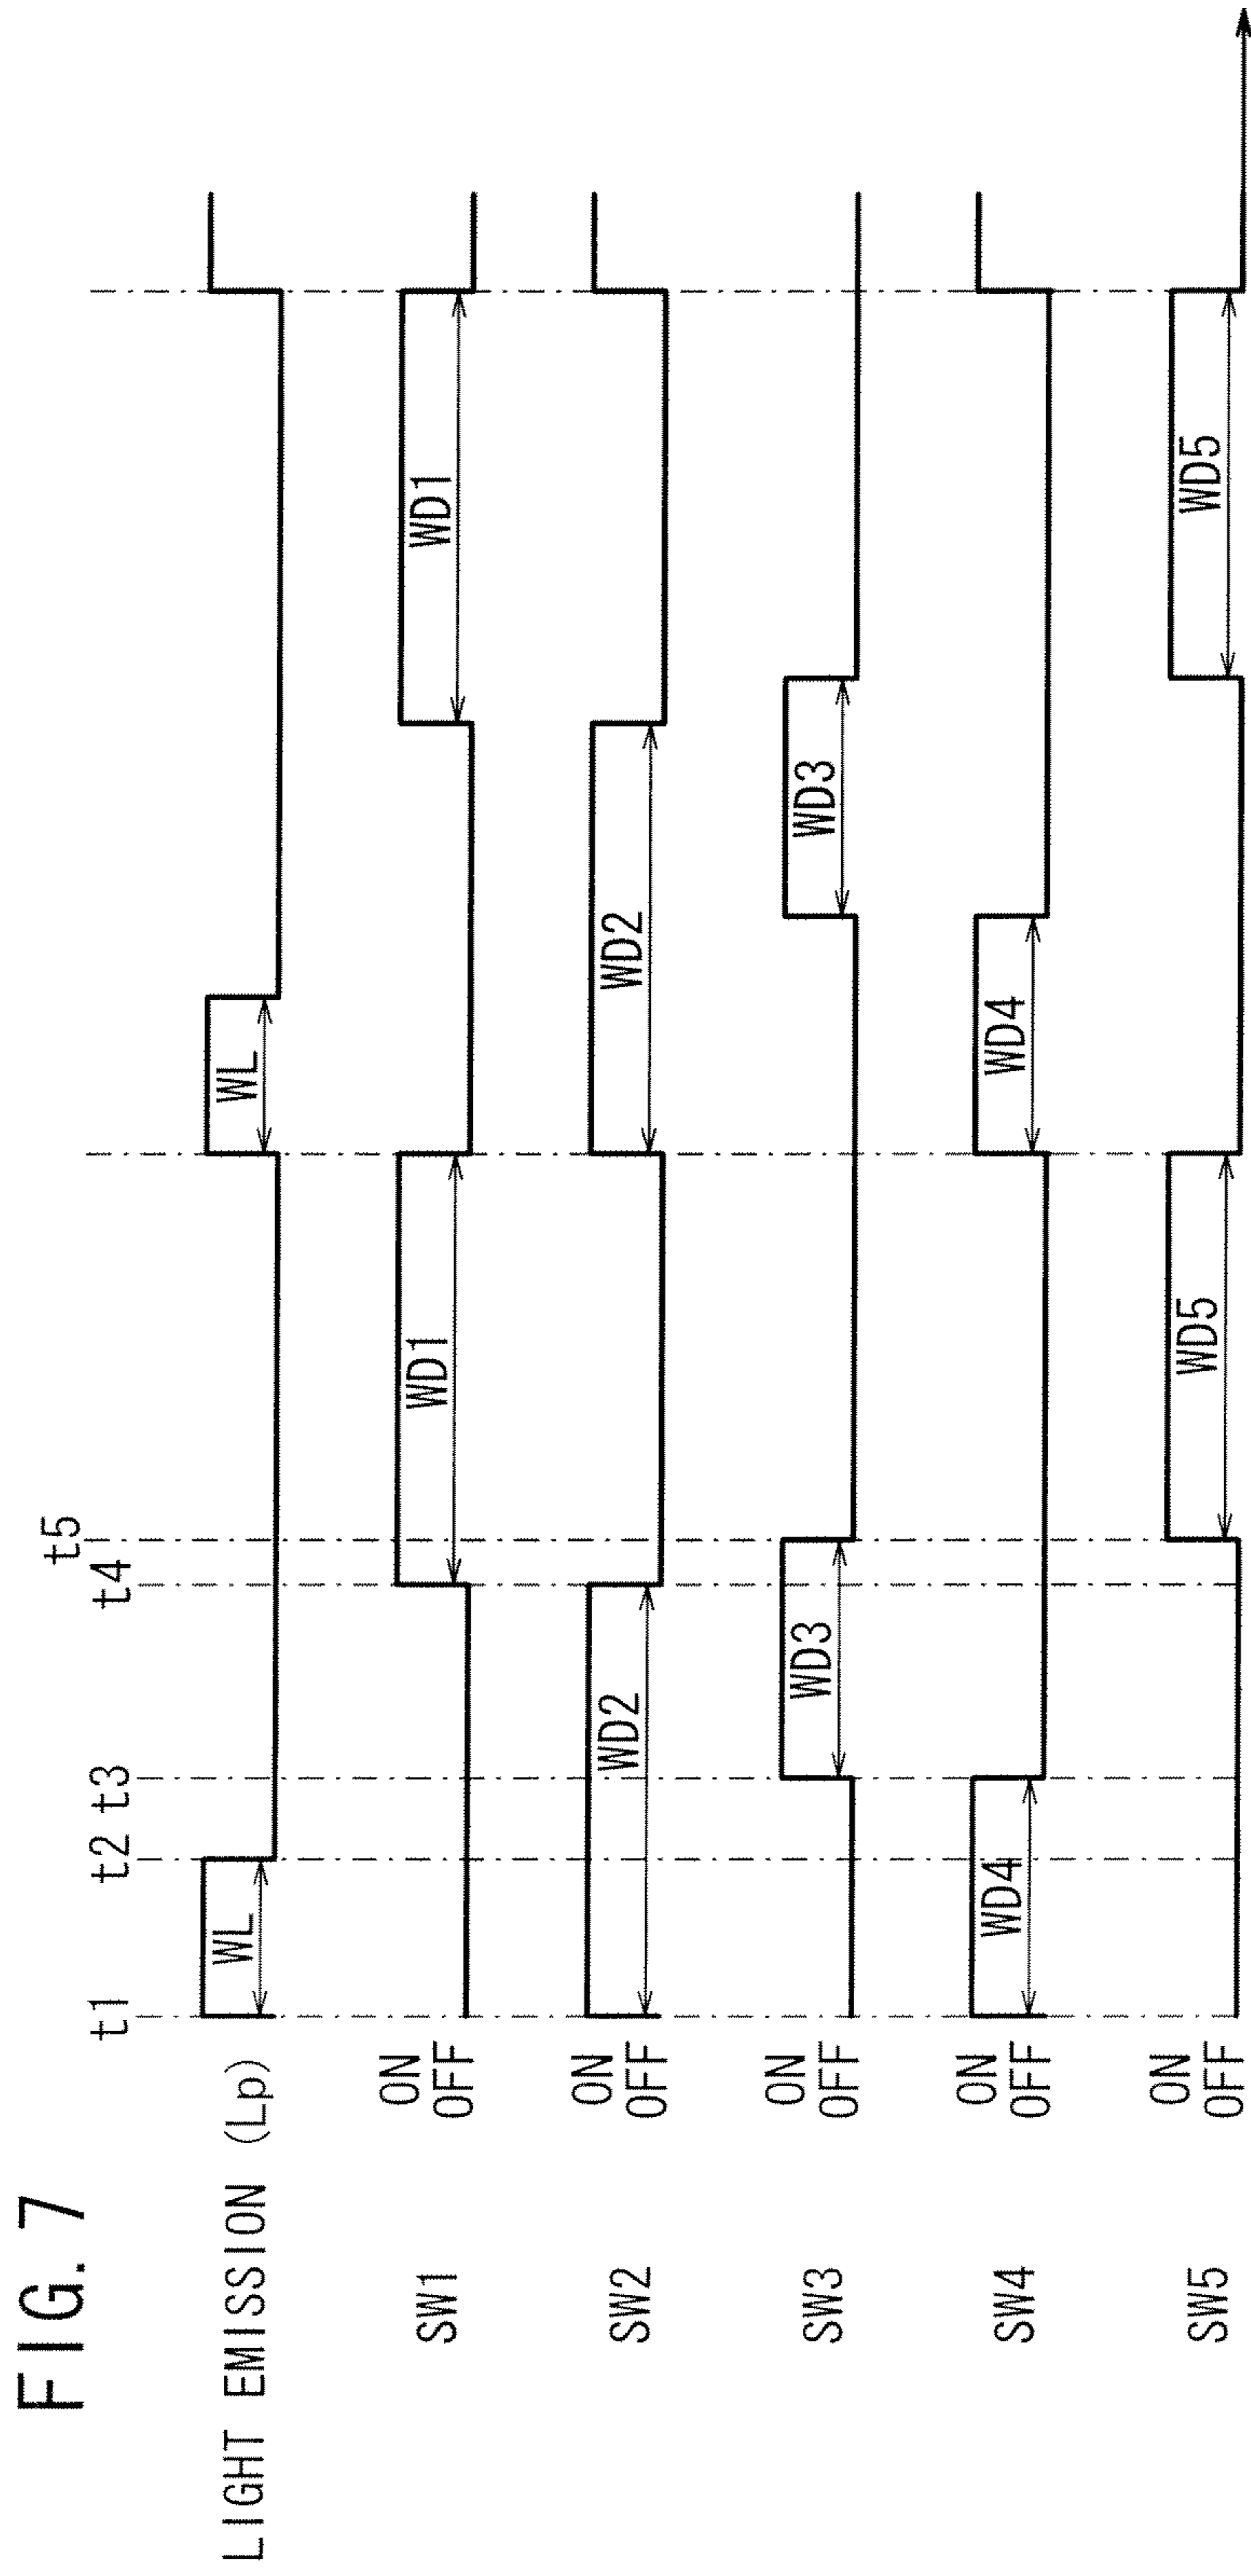 FIG. 7
t1 t2 t3 t4 t5
LIGHT EMISSION (Lp) WL WL
SW1 ON OFF WD1 WD1
SW2 ON OFF WD2 WD2
SW3 ON OFF WD3 WD3
SW4 ON OFF WD4 WD4
SW5 ON OFF WD5 WD5